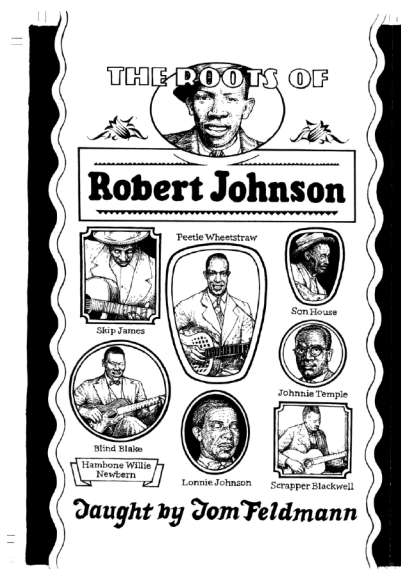 THE ROOTS OF
Robert Johnson
Peetie Wheetstraw
Skip James
Son House
Johnnie Temple
Blind Blake
Hambone Willie
Newbern
Lonnie Johnson
Scrapper Blackwell
Taught by Tom Feldmann